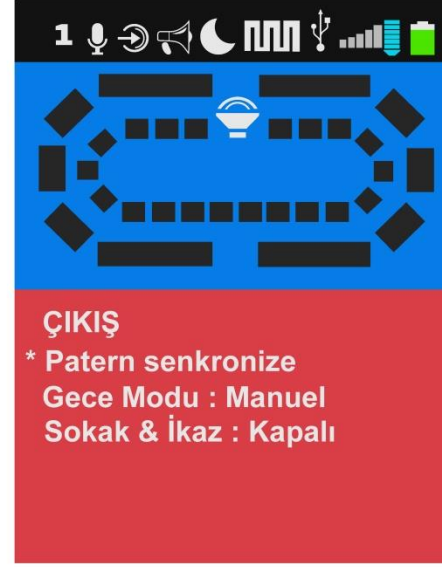 1
ÇIKIŞ
* Patern senkronize
Gece Modu : Manuel
Sokak & İkaz : Kapalı